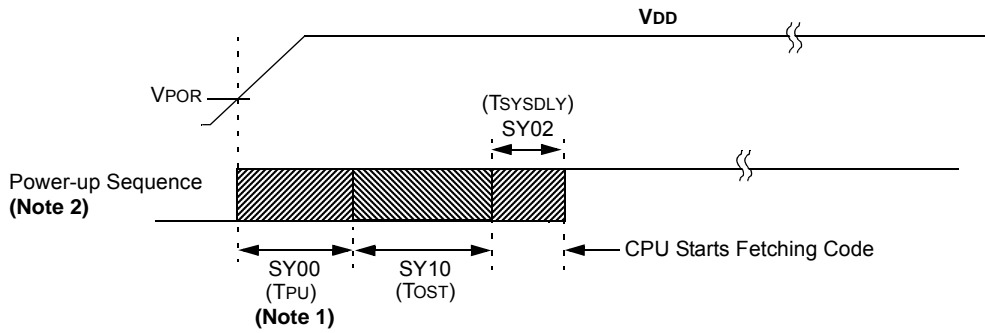 VDD
VPOR
(TSYSDLY)
SY02
Power-up Sequence
(Note 2)
CPU Starts Fetching Code
SY00
(TPU)
(Note 1)
SY10
(TOST)